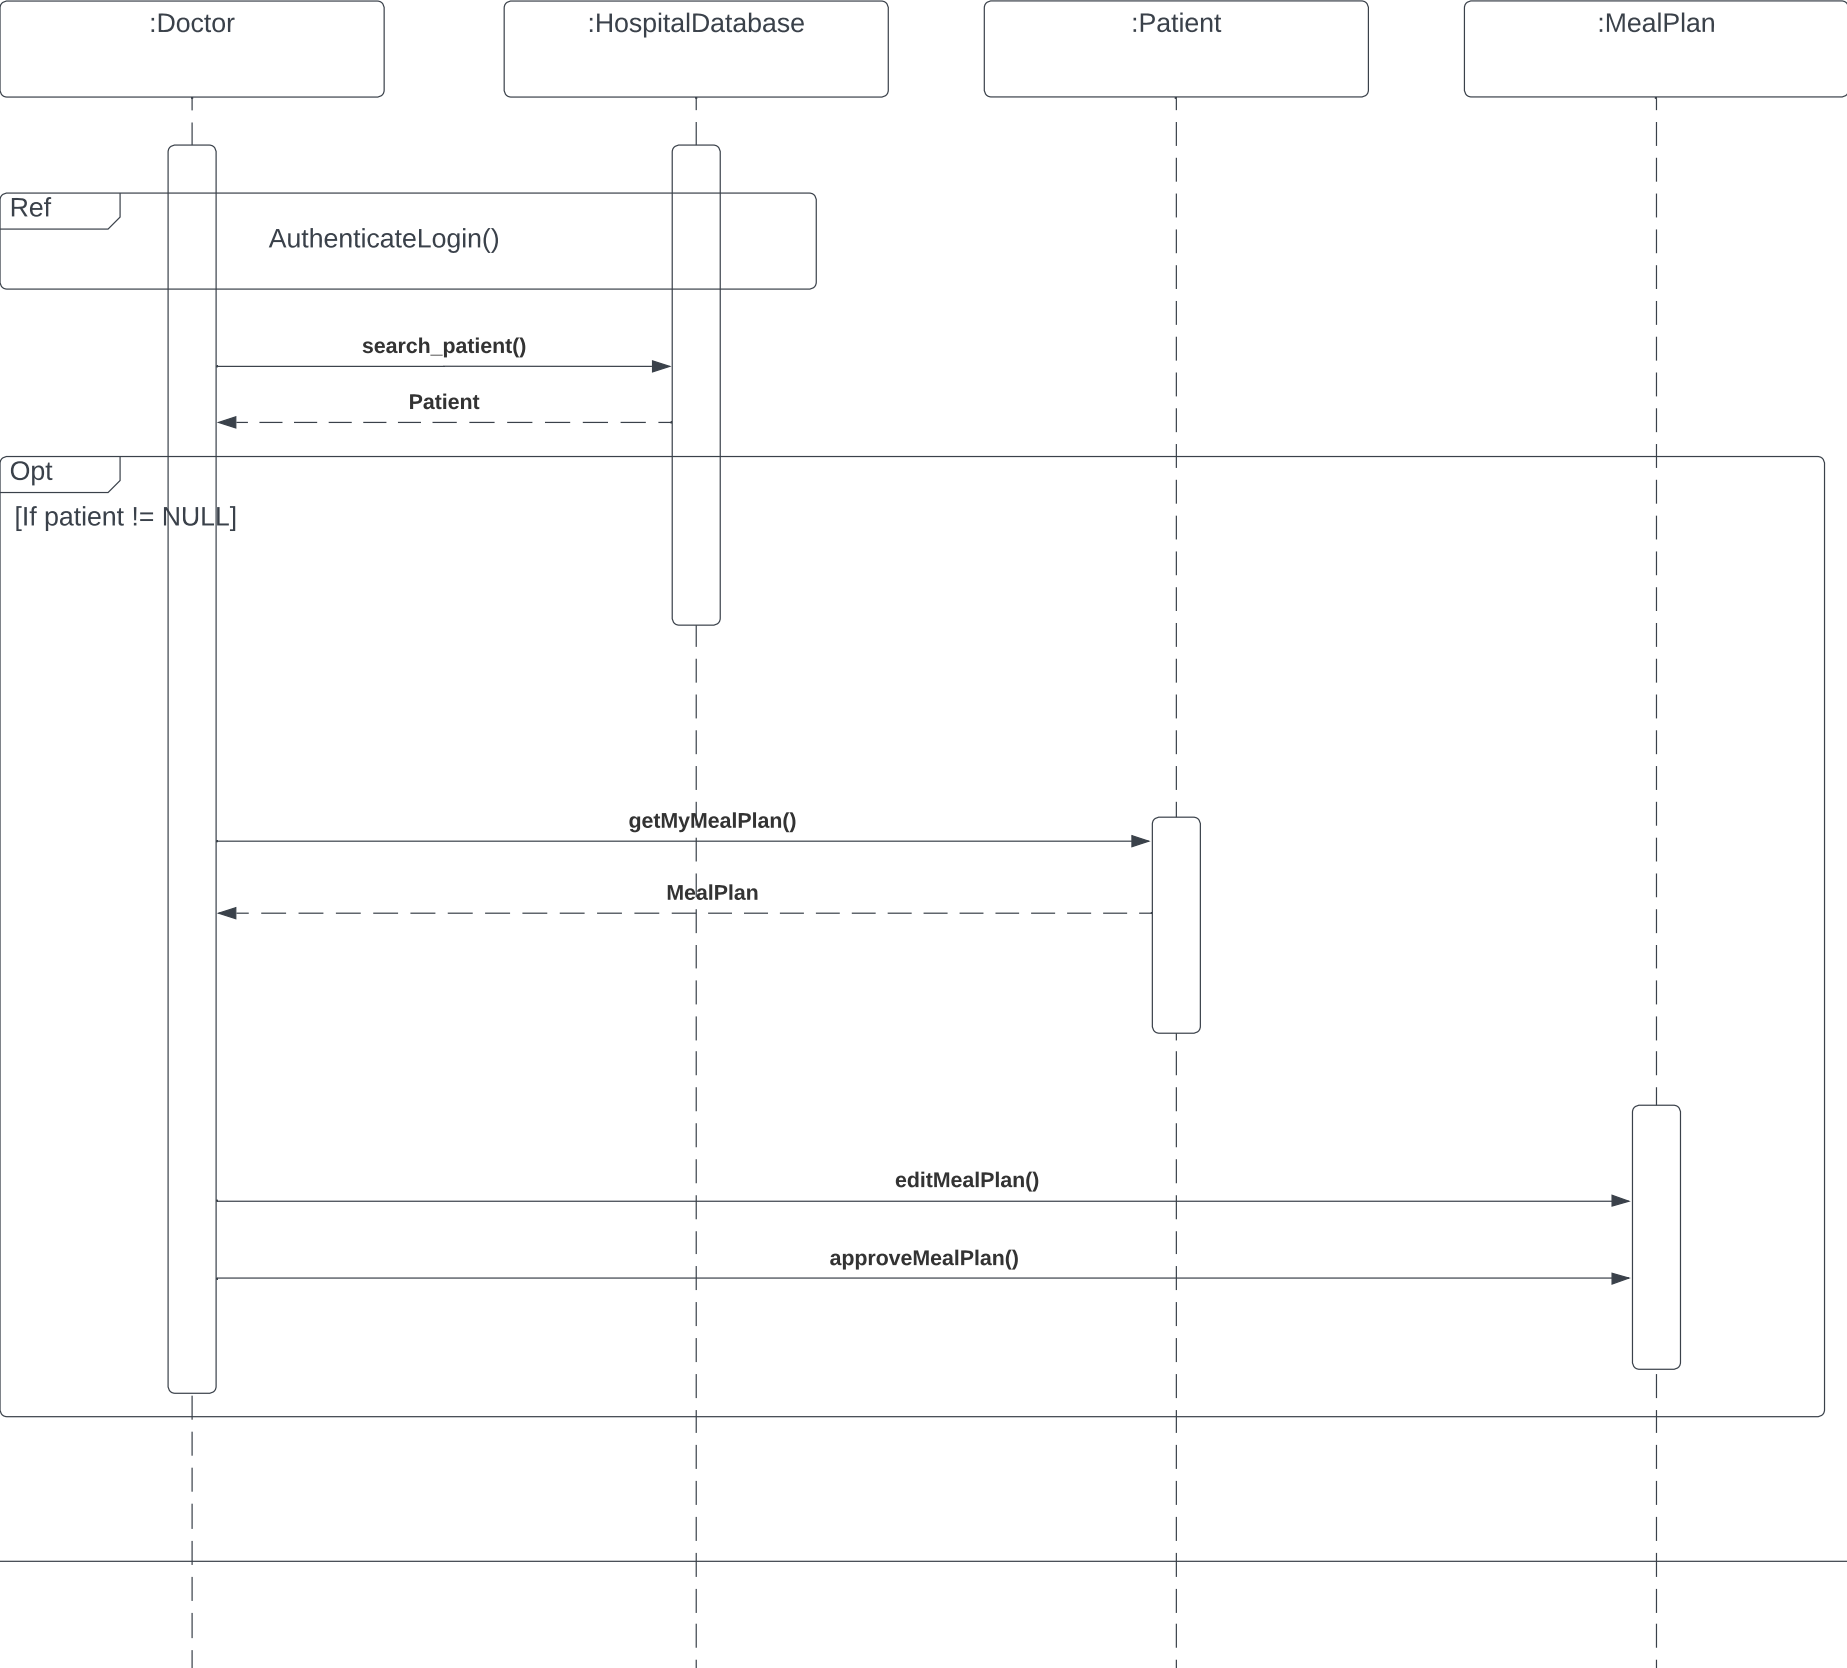 :Doctor
:HospitalDatabase
:Patient
:MealPlan
Ref
AuthenticateLogin()
search_patient()
Patient
Opt
[If patient != NULL]
getMyMealPlan()
MealPlan
editMealPlan()
approveMealPlan()